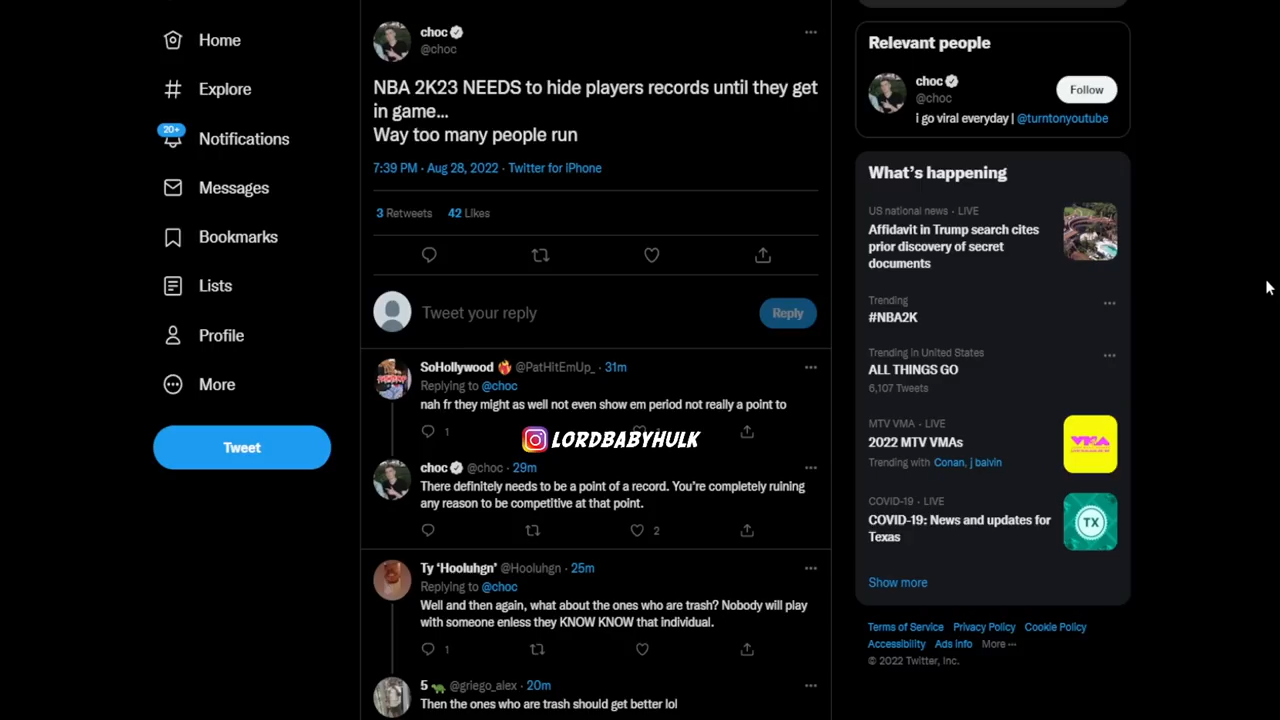 Home
Explore
20+
Notifications
Messages
Bookmarks
Lists
Profile
More
Tweet
choc
@choc
NBA 2K23 NEEDS to hide players records until they get
in game...
Way too many people run
7:39 PM · Aug 28, 2022 · Twitter for iPhone
3 Retweets 42 Likes
Tweet your reply
Reply
SoHollywood @PatHitEmUp_ · 31m
Replying to @choc
nah fr they might as well not even show em period not really a point to
1
LORDBABYHULK
choc @choc · 29m
There definitely needs to be a point of a record. You're completely ruining
any reason to be competitive at that point.
2
Ty ‘Hooluhgn’ @Hooluhgn · 25m
Replying to @choc
Well and then again, what about the ones who are trash? Nobody will play
with someone enless they KNOW KNOW that individual.
1
5 @griego_alex · 20m
Then the ones who are trash should get better lol
Relevant people
choc
@choc
Follow
i go viral everyday | @turntonyoutube
What's happening
US national news · LIVE
Affidavit in Trump search cites
prior discovery of secret
documents
Trending
#NBA2K
Trending in United States
ALL THINGS GO
6,107 Tweets
MTV VMA · LIVE
2022 MTV VMAs
Trending with Conan, j balvin
VMA
COVID-19 · LIVE
COVID-19: News and updates for
Texas
TX
Show more
Terms of Service Privacy Policy Cookie Policy
Accessibility Ads info More ···
© 2022 Twitter, Inc.